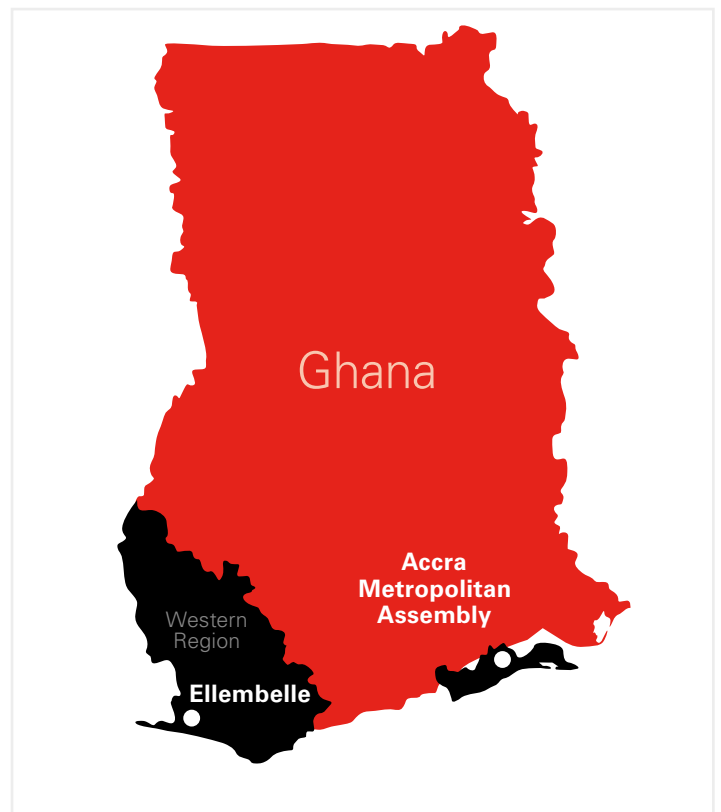 Ghana
Accra
Metropolitan
Assembly
Western
Region
Ellembelle